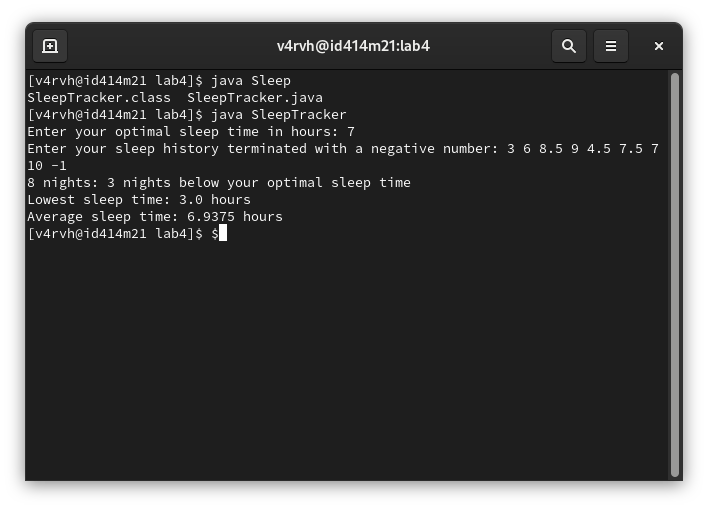 v4rvh@id414m21:lab4
[v4rvh@id414m21 lab4]$ java Sleep
SleepTracker.class  SleepTracker.java
[v4rvh@id414m21 lab4]$ java SleepTracker
Enter your optimal sleep time in hours: 7
Enter your sleep history terminated with a negative number: 3 6 8.5 9 4.5 7.5 7
10 -1
8 nights: 3 nights below your optimal sleep time
Lowest sleep time: 3.0 hours
Average sleep time: 6.9375 hours
[v4rvh@id414m21 lab4]$ $